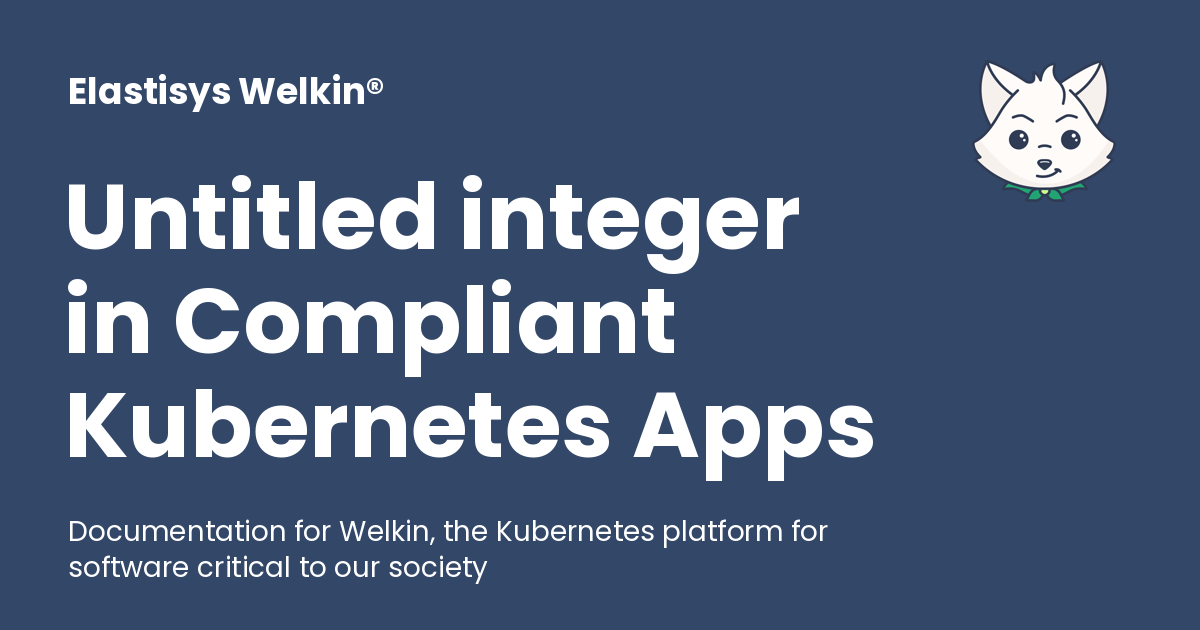 Elastisys Welkin®
Untitled integer
in Compliant
Kubernetes Apps
Documentation for Welkin, the Kubernetes platform for
software critical to our society